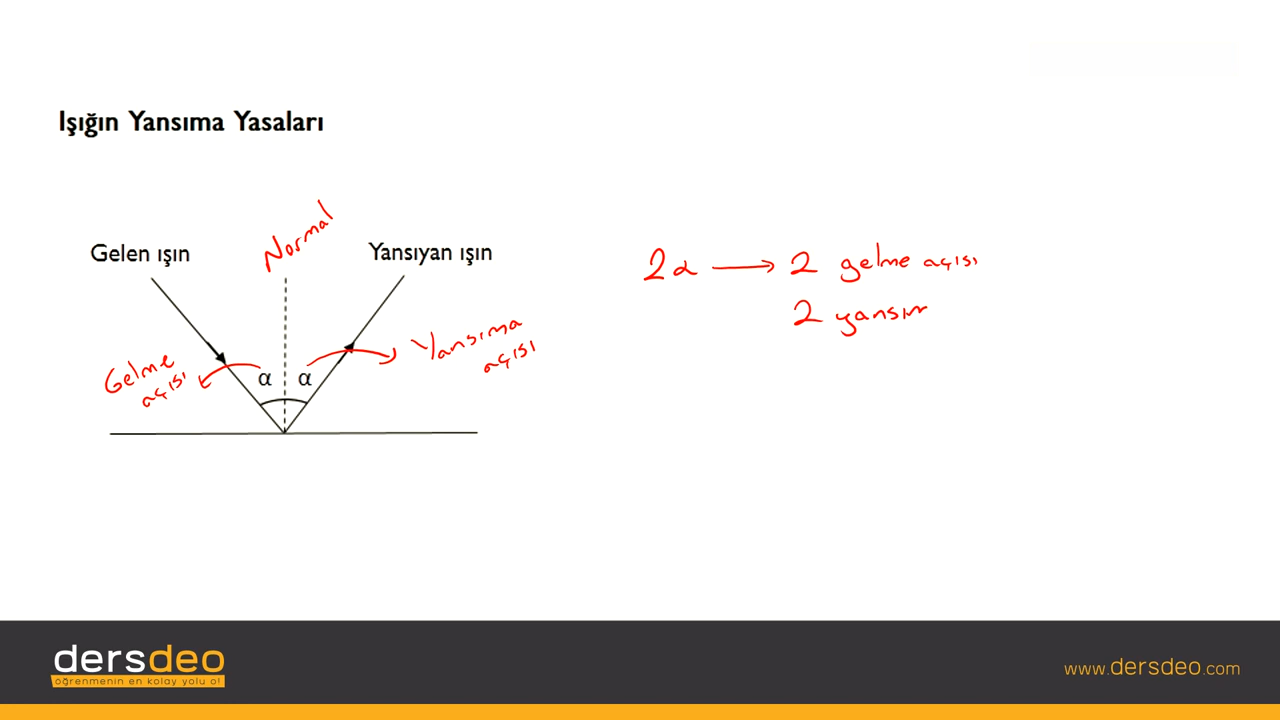 Işığın Yansıma Yasaları
Gelen ışın
Normal
Yansıyan ışın
Gelme
açısı
α
α
Yansıma
açısı
2α → 2 gelme açısı
2 yansım
dersdeo
öğrenmenin en kolay yolu o!
www.dersdeo.com